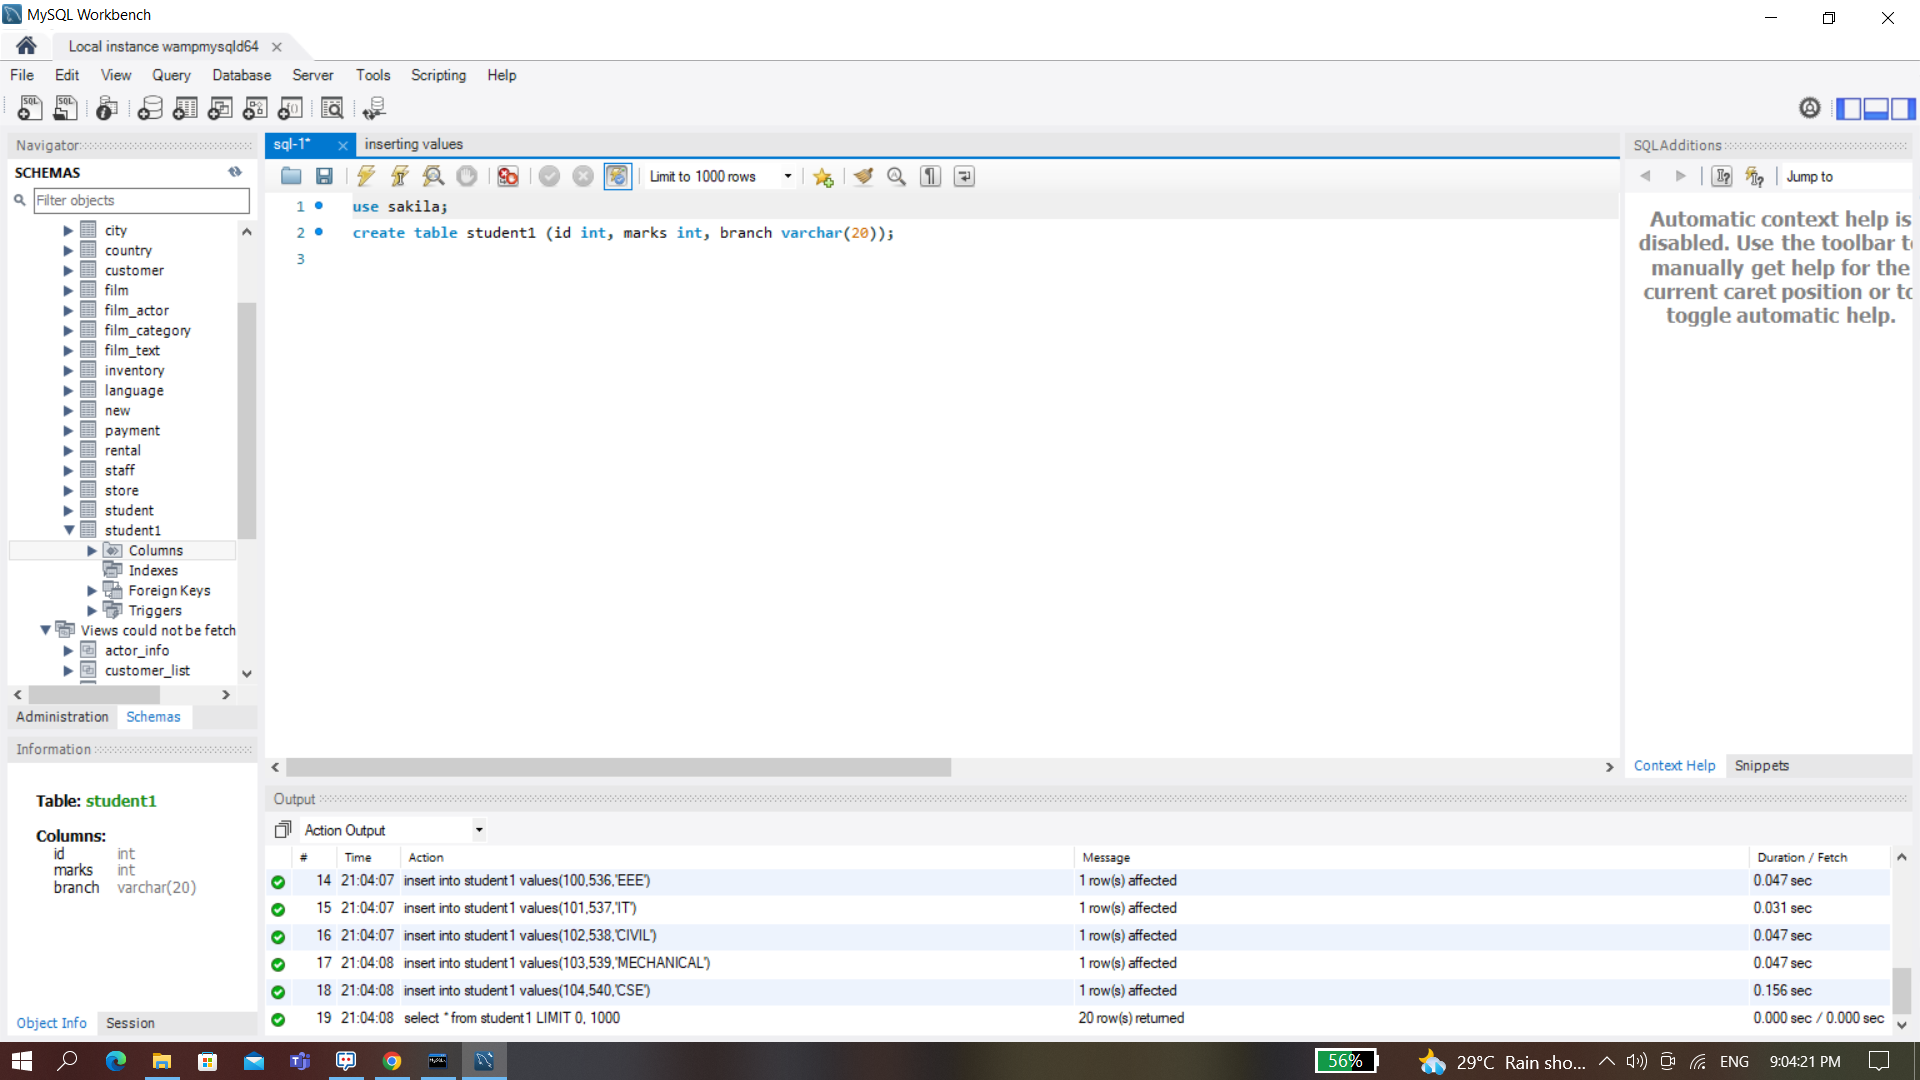 MySQL Workbench
Local instance wampmysqld64
File Edit View Query Database Server Tools Scripting Help
Navigator
SCHEMAS
Filter objects
city
country
customer
film
film_actor
film_category
film_text
inventory
language
new
payment
rental
staff
store
student
student1
Columns
Indexes
Foreign Keys
Triggers
Views could not be fetch
actor_info
customer_list
Administration Schemas
Information
Table: student1
Columns:
id int
marks int
branch varchar(20)
Object Info Session
sql-1* inserting values
Limit to 1000 rows
1 use sakila;
2 create table student1 (id int, marks int, branch varchar(20));
3
SQLAdditions
Jump to
Automatic context help is
disabled. Use the toolbar to
manually get help for the
current caret position or to
toggle automatic help.
Context Help Snippets
Output
Action Output
# Time Action Message Duration / Fetch
14 21:04:07 insert into student1 values(100,536,'EEE') 1 row(s) affected 0.047 sec
15 21:04:07 insert into student1 values(101,537,'IT') 1 row(s) affected 0.031 sec
16 21:04:07 insert into student1 values(102,538,'CIVIL') 1 row(s) affected 0.047 sec
17 21:04:08 insert into student1 values(103,539,'MECHANICAL') 1 row(s) affected 0.047 sec
18 21:04:08 insert into student1 values(104,540,'CSE') 1 row(s) affected 0.156 sec
19 21:04:08 select * from student1 LIMIT 0, 1000 20 row(s) returned 0.000 sec / 0.000 sec
56% 29°C Rain sho... ENG 9:04:21 PM